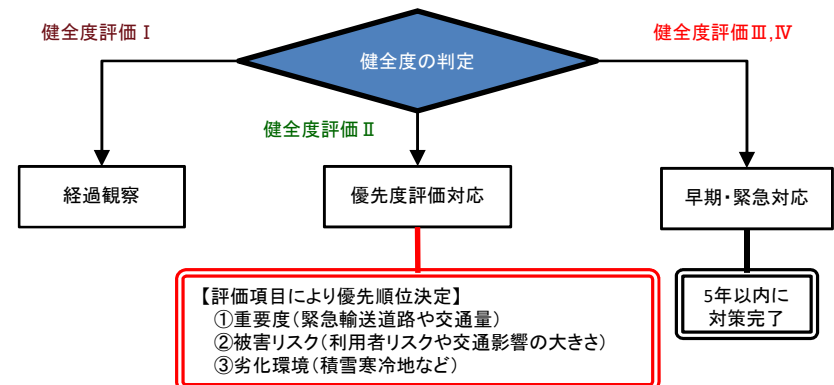 健全度評価Ⅰ
健全度評価Ⅲ,Ⅳ
健全度の判定
健全度評価Ⅱ
経過観察
優先度評価対応
早期・緊急対応
【評価項目により優先順位決定】
①重要度(緊急輸送道路や交通量)
②被害リスク(利用者リスクや交通影響の大きさ)
③劣化環境(積雪寒冷地など)
5年以内に
対策完了